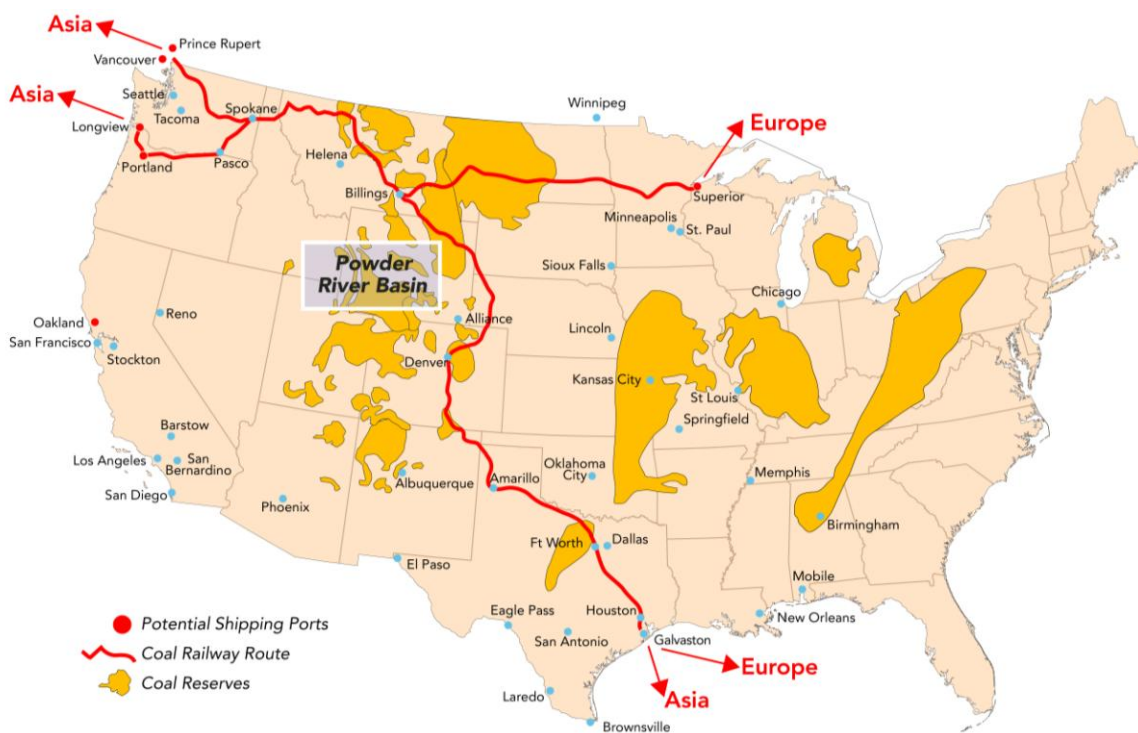 Asia
Prince Rupert
Vancouver
Asia
Seattle
Tacoma
Spokane
Longview
Portland
Pasco
Helena
Billings
Winnipeg
Europe
Superior
Minneapolis
St. Paul
Powder
River Basin
Sioux Falls
Chicago
Reno
Alliance
Lincoln
Oakland
San Francisco
Stockton
Denver
Kansas City
St Louis
Springfield
Barstow
Los Angeles
San
Bernardino
San Diego
Phoenix
Albuquerque
Amarillo
Oklahoma
City
Memphis
Birmingham
El Paso
Ft Worth
Dallas
Mobile
New Orleans
Eagle Pass
San Antonio
Houston
Galvaston
Europe
Asia
Laredo
Brownsville
Potential Shipping Ports
Coal Railway Route
Coal Reserves